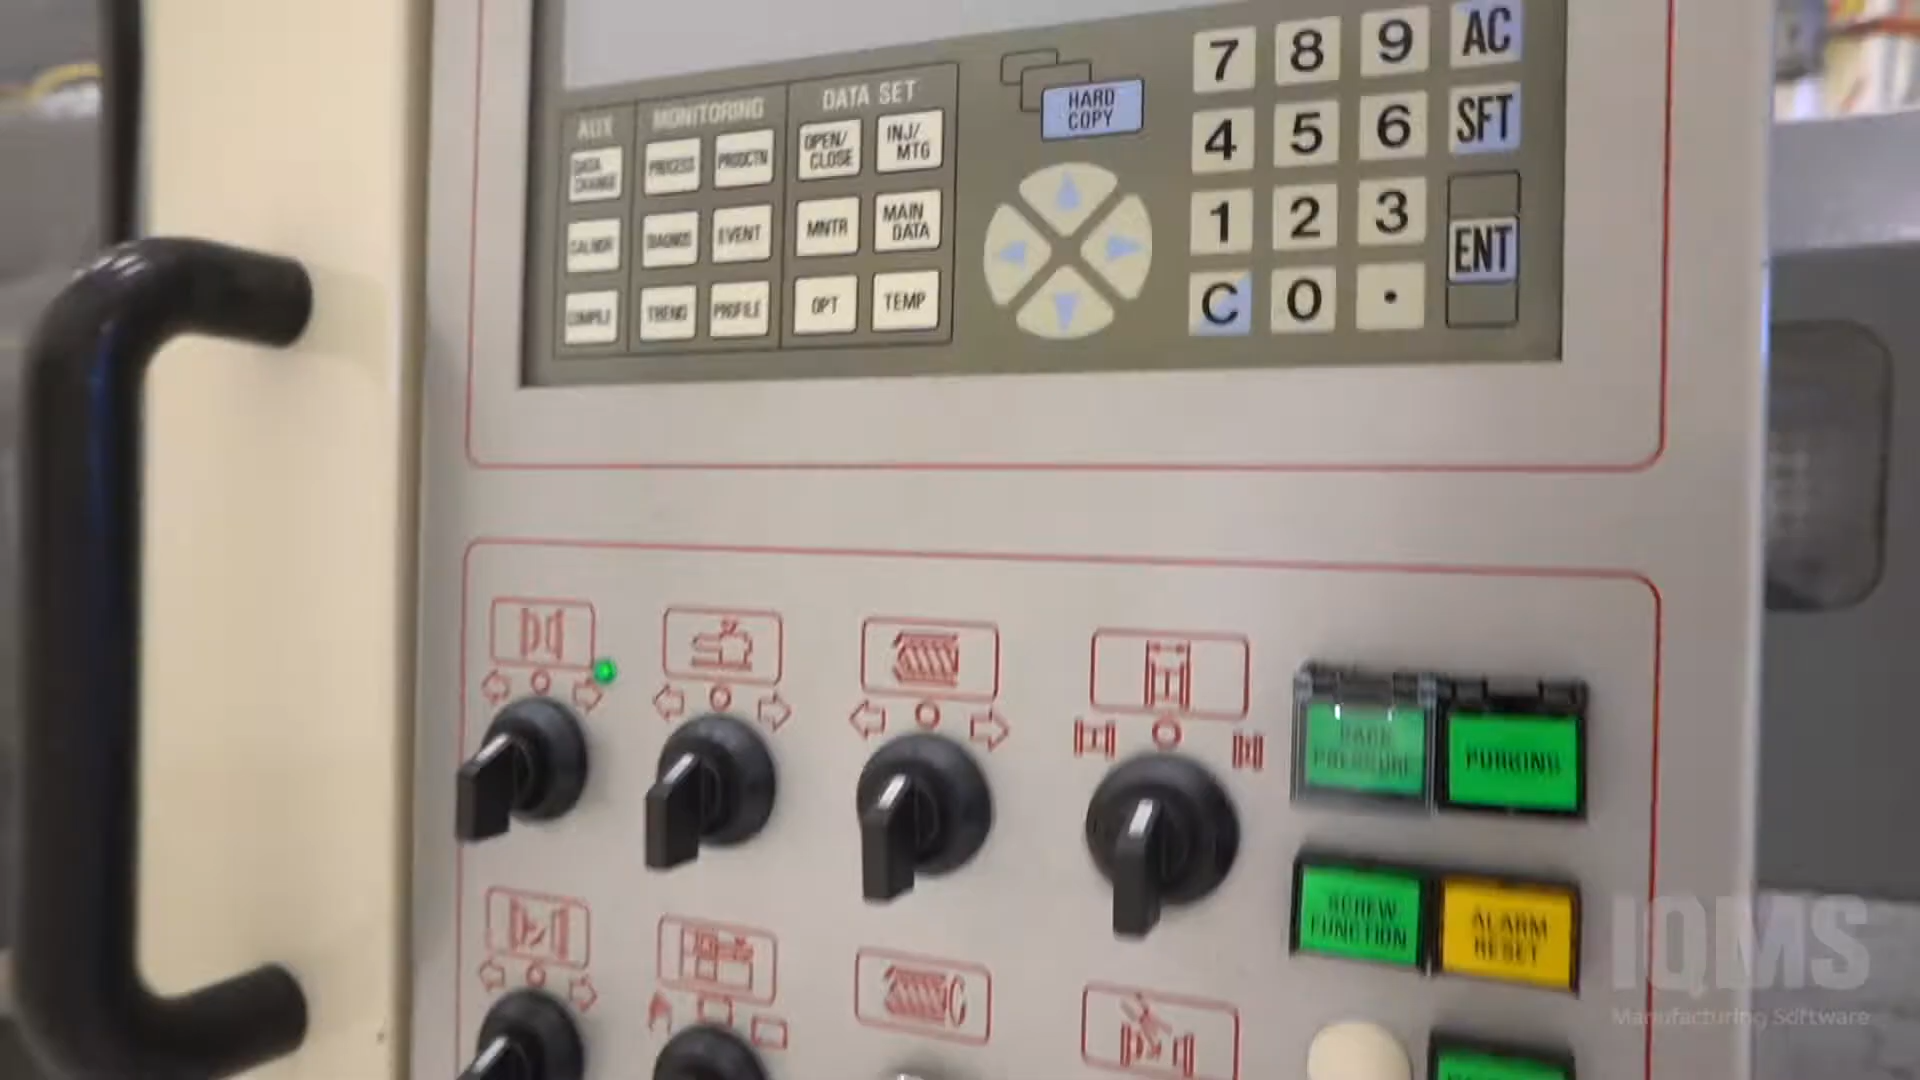 AUX
MONITORING
DATA SET
DATA
CHANGE
PROCESS
PRODCTN
OPEN/
CLOSE
INJ/
MTG
CALNDR
DIAGNOS
EVENT
MNTR
MAIN
DATA
TREND
PROFILE
OPT
TEMP
HARD
COPY
7 8 9 AC
4 5 6 SFT
1 2 3
ENT
C 0 .
BACK
PRESSURE
PURGING
SCREW
FUNCTION
ALARM
RESET
IQMS
Manufacturing Software